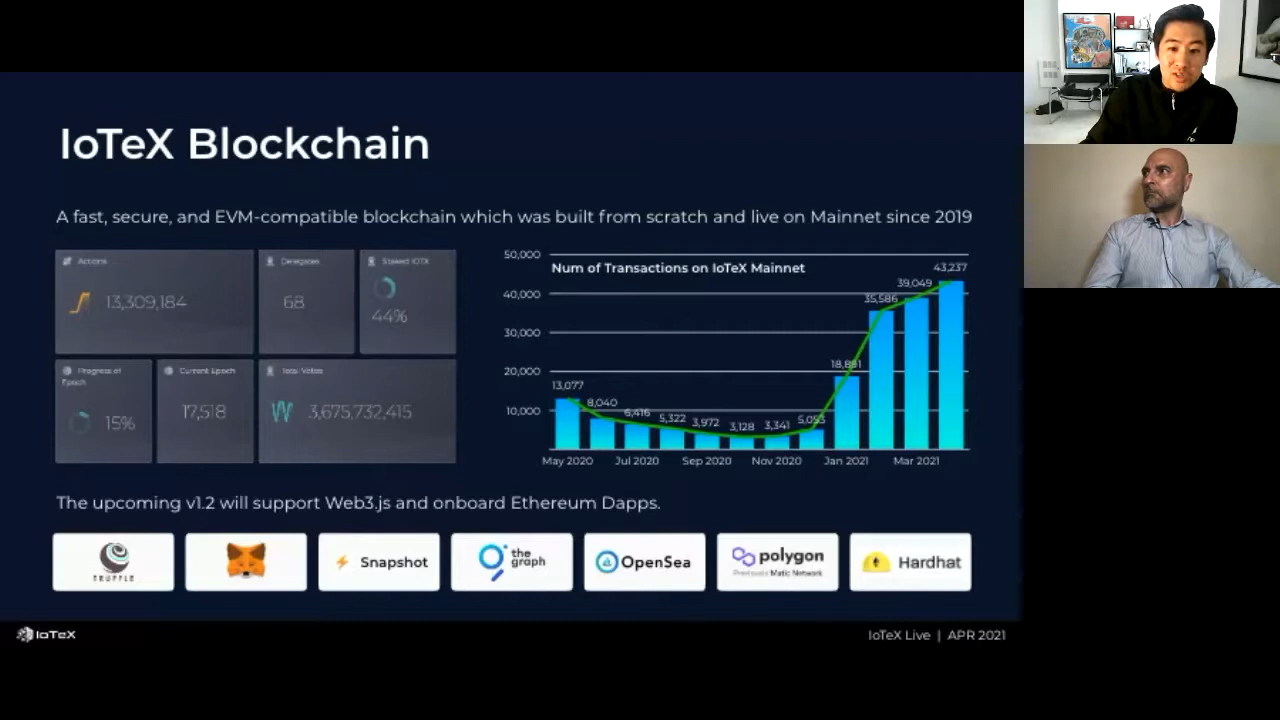 IoTeX Blockchain
A fast, secure, and EVM-compatible blockchain which was built from scratch and live on Mainnet since 2019
Actions
13,309,184
Delegates
68
Staked IOTX
44%
Progress of
Epoch
15%
Current Epoch
17,518
Total Votes
3,675,732,415
Num of Transactions on IoTeX Mainnet
50,000
40,000
30,000
20,000
10,000
13,077
8,040
6,416
5,322
3,972
3,128
3,341
5,053
18,891
35,586
39,049
43,237
May 2020
Jul 2020
Sep 2020
Nov 2020
Jan 2021
Mar 2021
The upcoming v1.2 will support Web3.js and onboard Ethereum Dapps.
TRUFFLE
Snapshot
the
graph
OpenSea
polygon
Previously Matic Network
Hardhat
IoTeX
IoTeX Live | APR 2021